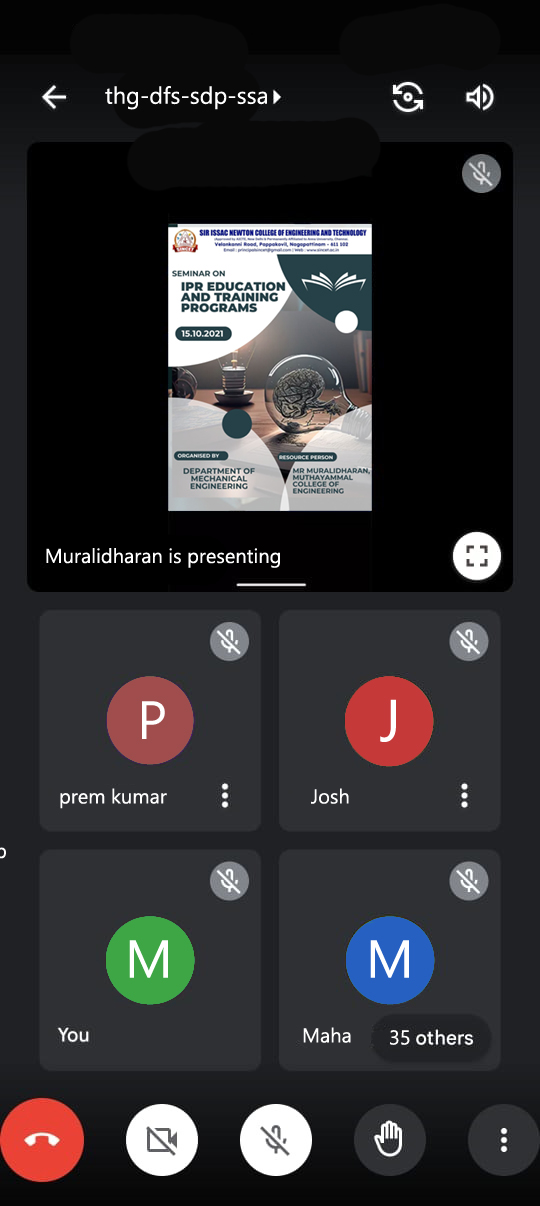 thg-dfs-sdp-ssa
SIR ISSAC NEWTON COLLEGE OF ENGINEERING AND TECHNOLOGY
Velankanni Road, Pappakovil, Nagapattinam - 611 102
SEMINAR ON
IPR EDUCATION
AND TRAINING
PROGRAMS
15.10.2021
ORGANISED BY
DEPARTMENT OF
MECHANICAL
ENGINEERING
RESOURCE PERSON
MR MURALIDHARAN,
MUTHAYAMMAL
COLLEGE OF
ENGINEERING
Muralidharan is presenting
P
prem kumar
J
Josh
M
You
M
Maha
35 others